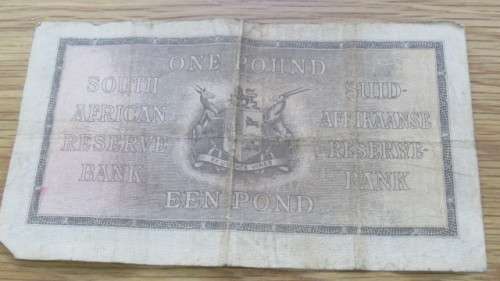 ONE POUND
SOUTH
AFRICAN
RESERVE
BANK
SUID-
AFRIKAANSE
RESERWE-
BANK
EEN POND